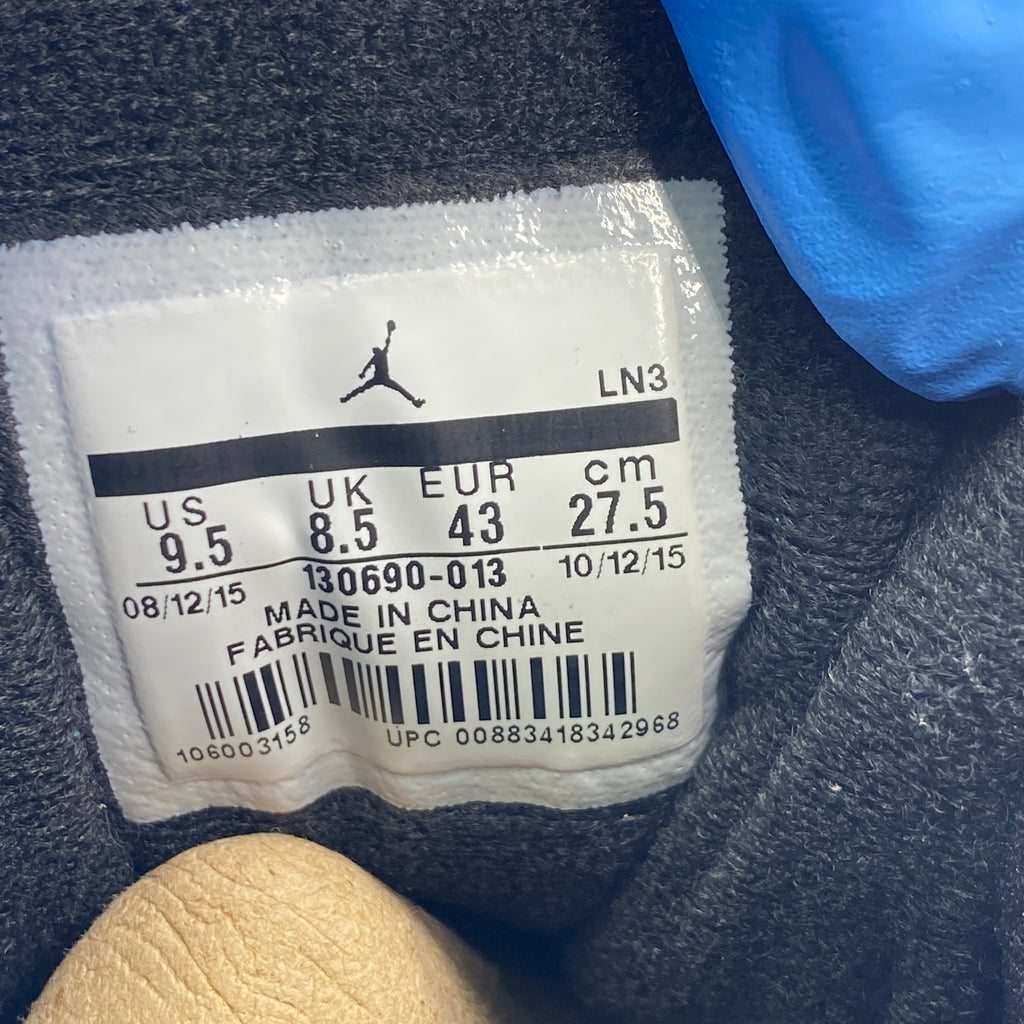 LN3
US UK EUR cm
9.5 8.5 43 27.5
08/12/15 130690-013 10/12/15
MADE IN CHINA
FABRIQUE EN CHINE
106003158 UPC 00883418342968